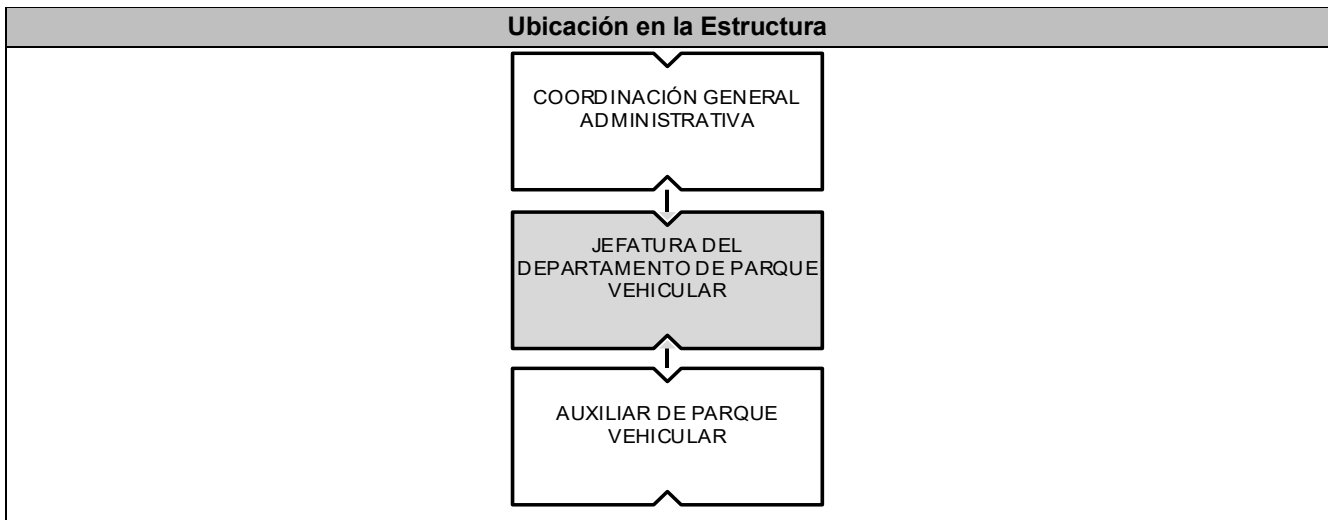 Ubicación en la Estructura
COORDINACIÓN GENERAL
ADMINISTRATIVA
JEFATURA DEL
DEPARTAMENTO DE PARQUE
VEHICULAR
AUXILIAR DE PARQUE
VEHICULAR